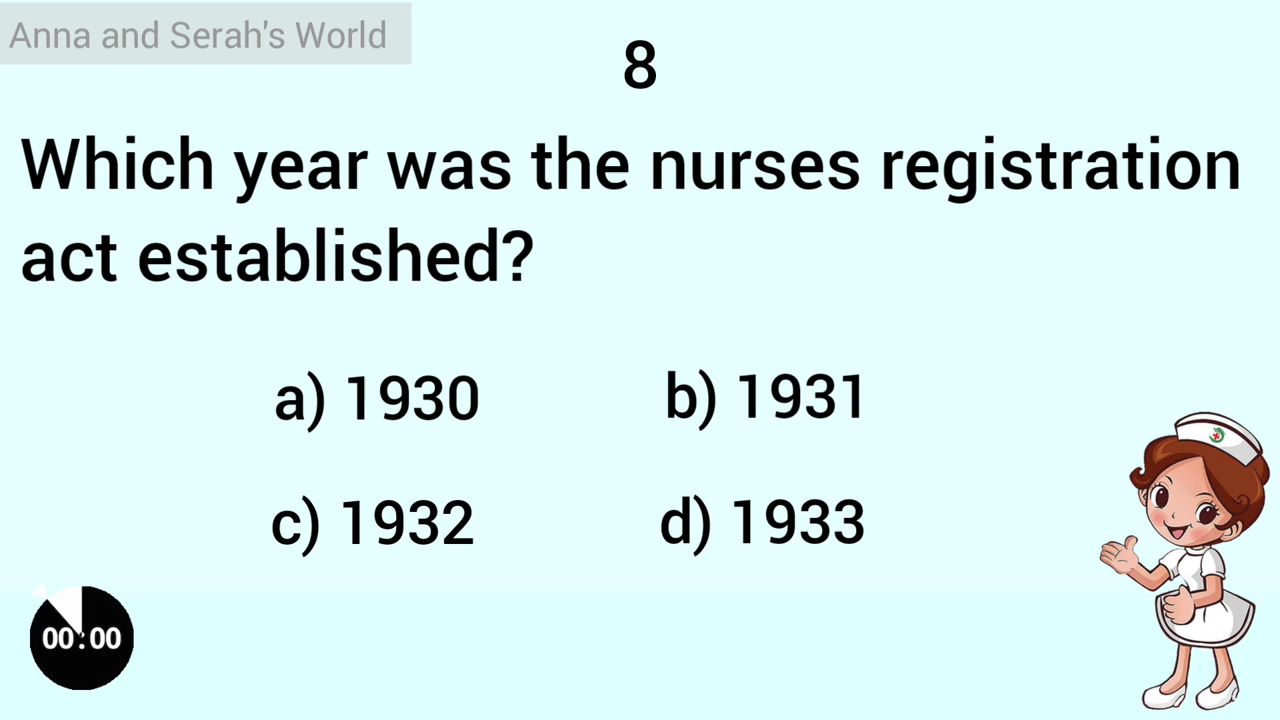 Anna and Serah's World
8
Which year was the nurses registration
act established?
a) 1930
b) 1931
c) 1932
d) 1933
00:00